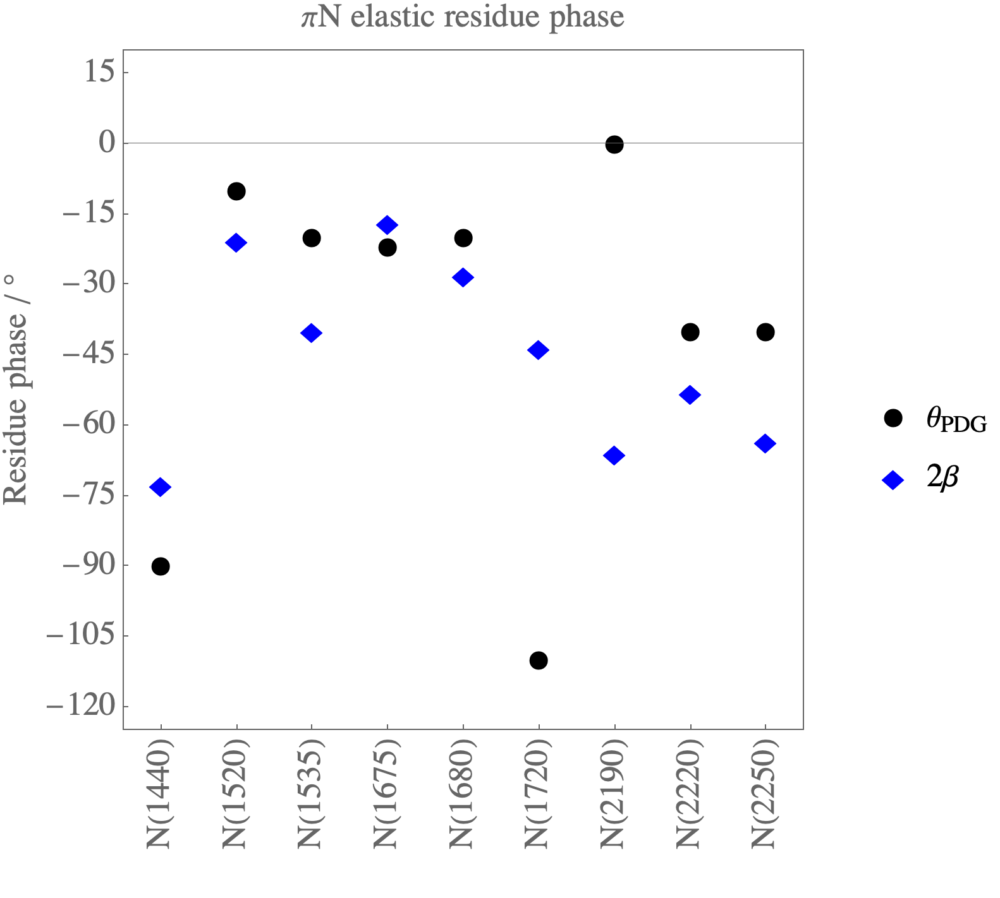 πN elastic residue phase
Residue phase / °
15
0
−15
−30
−45
−60
−75
−90
−105
−120
N(1440)
N(1520)
N(1535)
N(1675)
N(1680)
N(1720)
N(2190)
N(2220)
N(2250)
θPDG
2β